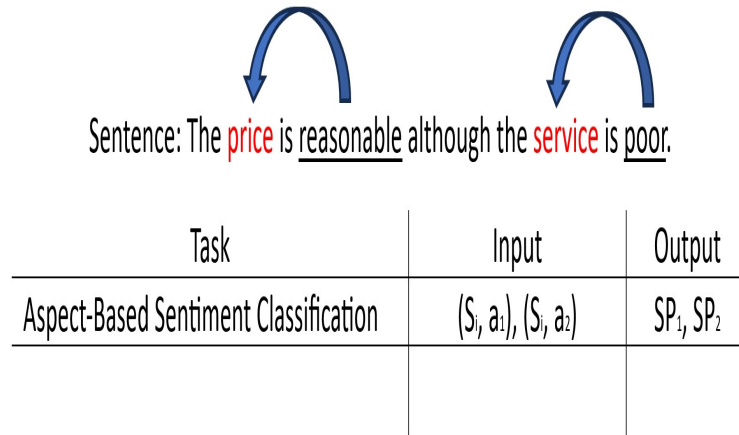 Sentence: The price is reasonable although the service is poor.
Task Input Output
Aspect-Based Sentiment Classification (Sᵢ, a₁), (Sᵢ, a₂) SP₁, SP₂